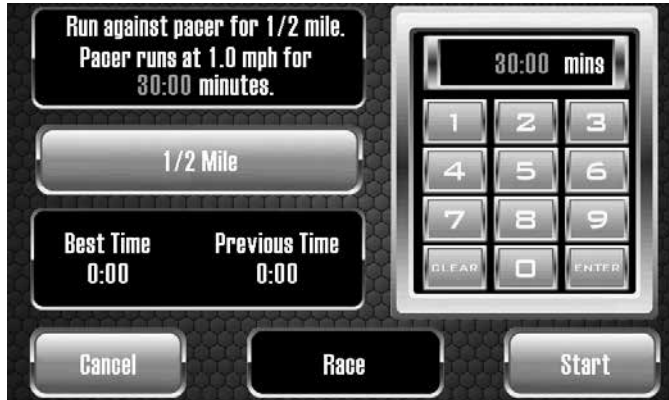 Run against pacer for 1/2 mile.
Pacer runs at 1.0 mph for
30:00 minutes.
1/2 Mile
Best Time Previous Time
0:00 0:00
Cancel Race Start
30:00 mins
1 2 3
4 5 6
7 8 9
CLEAR 0 ENTER